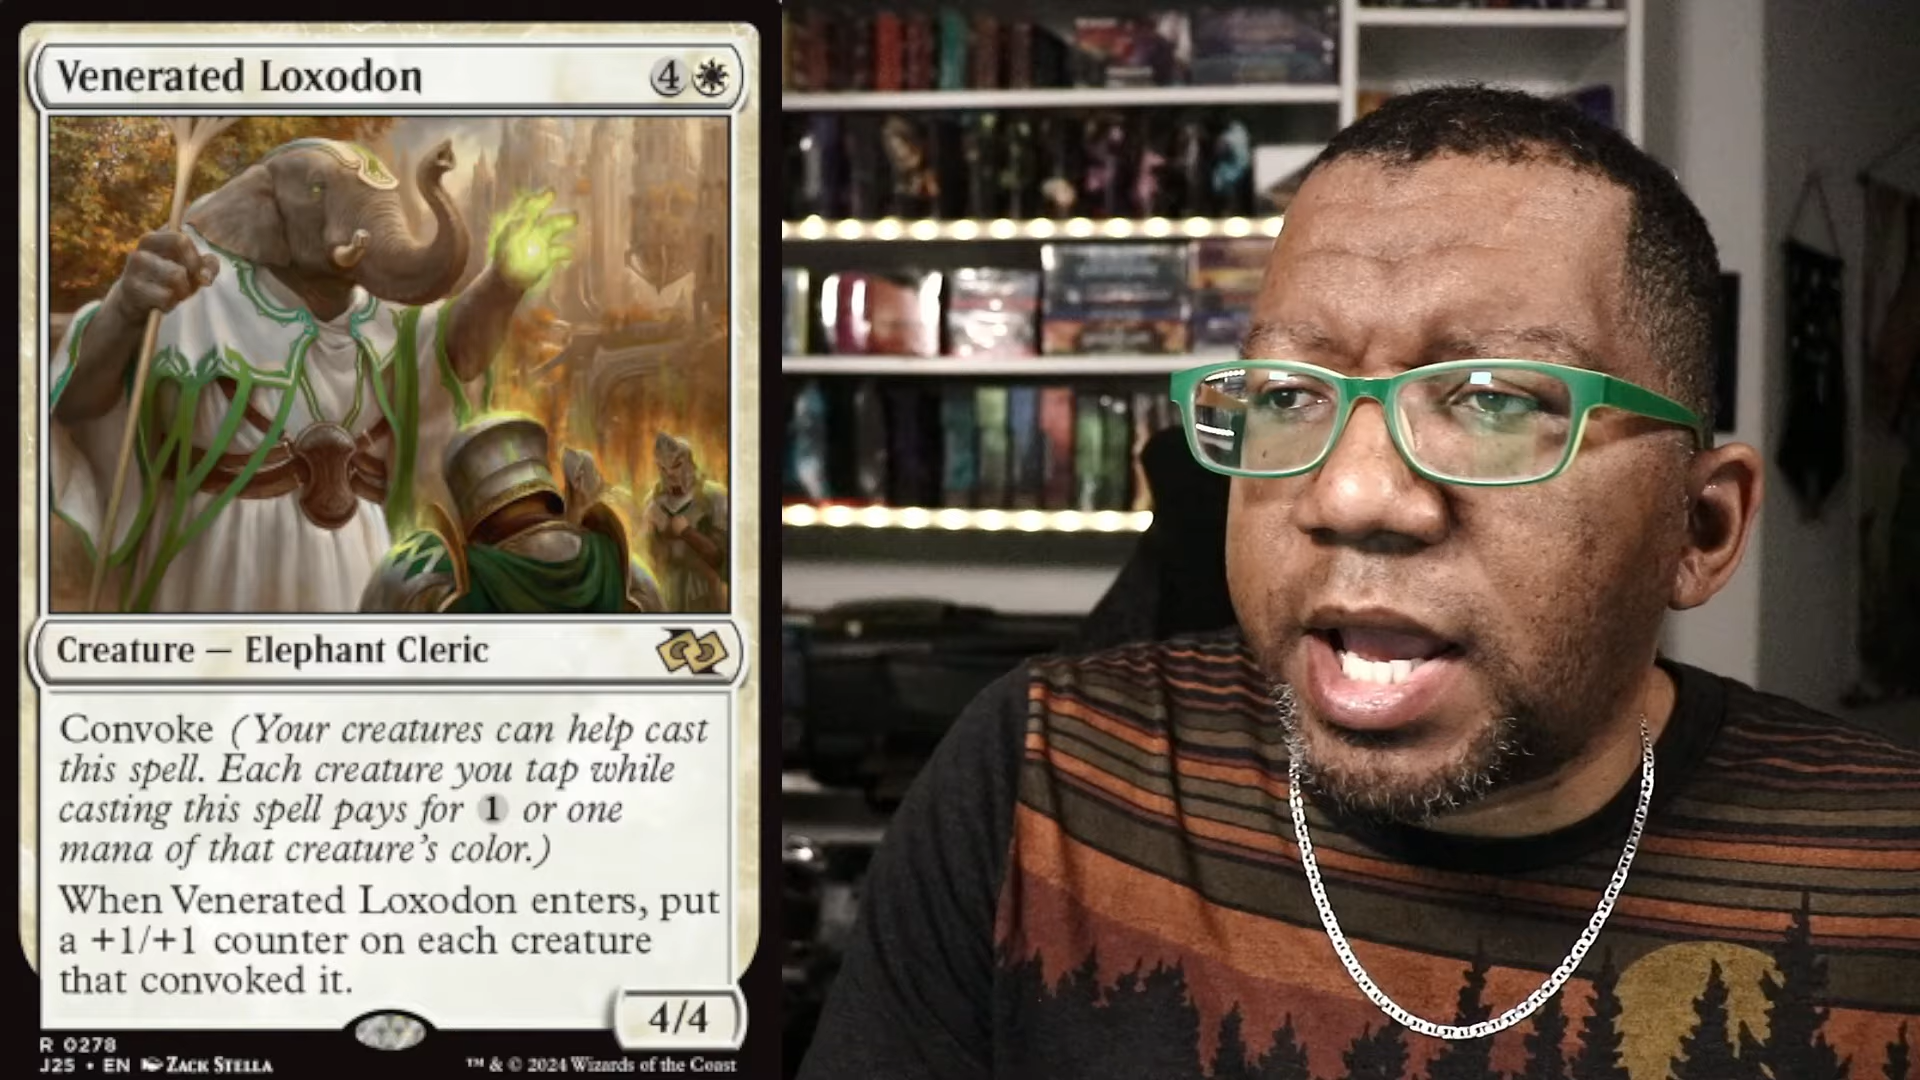 Venerated Loxodon 4
Creature — Elephant Cleric
Convoke (Your creatures can help cast
this spell. Each creature you tap while
casting this spell pays for 1 or one
mana of that creature's color.)
When Venerated Loxodon enters, put
a +1/+1 counter on each creature
that convoked it.
4/4
R 0278
J25 • EN Zack Stella
™ & © 2024 Wizards of the Coast